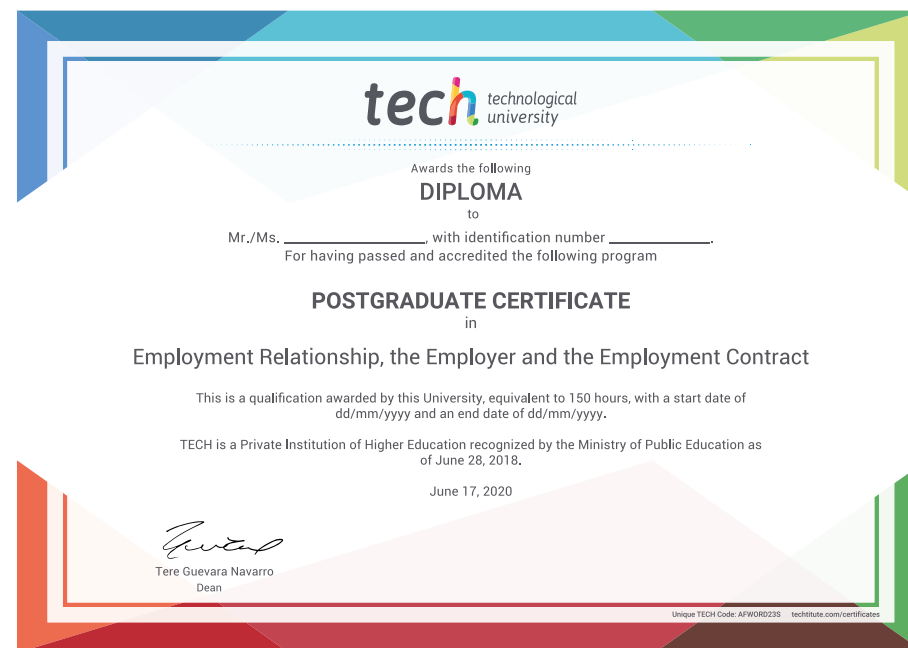 tech technological
university
Awards the following
DIPLOMA
to
Mr./Ms. ____________________, with identification number ______________.
For having passed and accredited the following program
POSTGRADUATE CERTIFICATE
in
Employment Relationship, the Employer and the Employment Contract
This is a qualification awarded by this University, equivalent to 150 hours, with a start date of
dd/mm/yyyy and an end date of dd/mm/yyyy.
TECH is a Private Institution of Higher Education recognized by the Ministry of Public Education as
of June 28, 2018.
June 17, 2020
Tere Guevara Navarro
Dean
Unique TECH Code: AFWORD23S techtitute.com/certificates